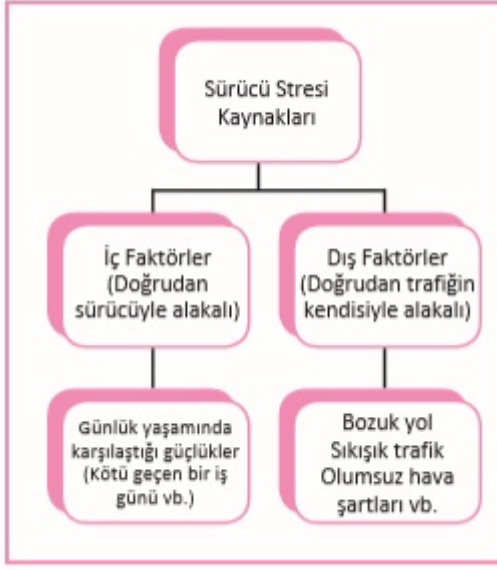 Sürücü Stresi
Kaynakları
İç Faktörler
(Doğrudan
sürücüyle alakalı)
Dış Faktörler
(Doğrudan trafiğin
kendisiyle alakalı)
Günlük yaşamında
karşılaştığı güçlükler
(Kötü geçen bir iş
günü vb.)
Bozuk yol
Sıkışık trafik
Olumsuz hava
şartları vb.